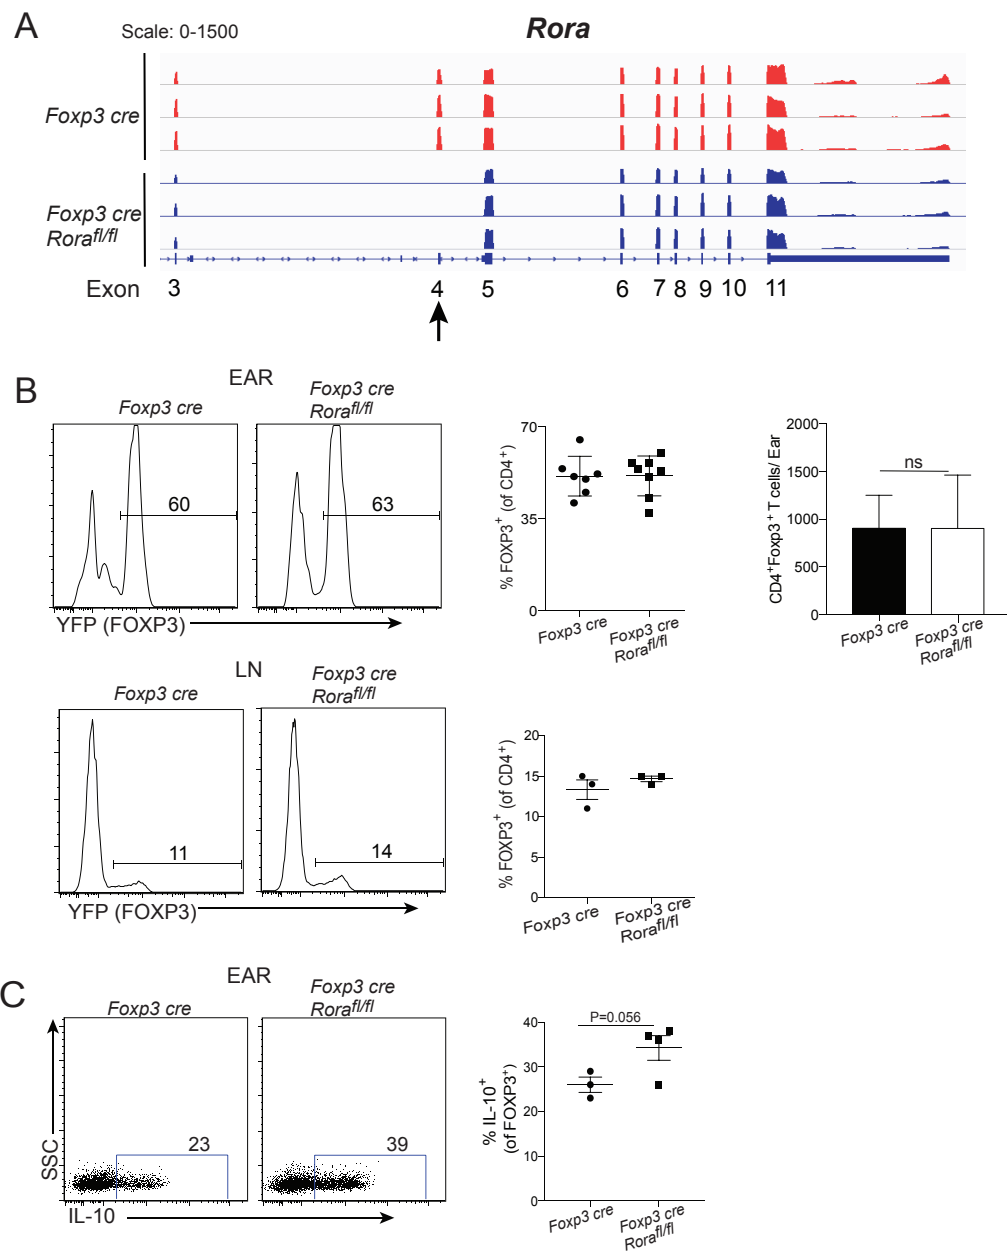 A
Scale: 0-1500
Rora
Foxp3 cre
Foxp3 cre
Rorafl/fl
Exon 3 4 5 6 7 8 9 10 11
B
EAR
Foxp3 cre
Foxp3 cre
Rorafl/fl
60
63
YFP (FOXP3)
% FOXP3+ (of CD4+)
70
35
0
Foxp3 cre
Foxp3 cre
Rorafl/fl
CD4+Foxp3+ T cells/ Ear
2000
1500
1000
500
0
ns
Foxp3 cre
Foxp3 cre
Rorafl/fl
LN
Foxp3 cre
Foxp3 cre
Rorafl/fl
11
14
YFP (FOXP3)
% FOXP3+ (of CD4+)
20
15
10
5
0
Foxp3 cre
Foxp3 cre
Rorafl/fl
C
EAR
Foxp3 cre
Foxp3 cre
Rorafl/fl
SSC
23
39
IL-10
% IL-10+
(of FOXP3+)
40
30
20
10
0
P=0.056
Foxp3 cre
Foxp3 cre
Rorafl/fl